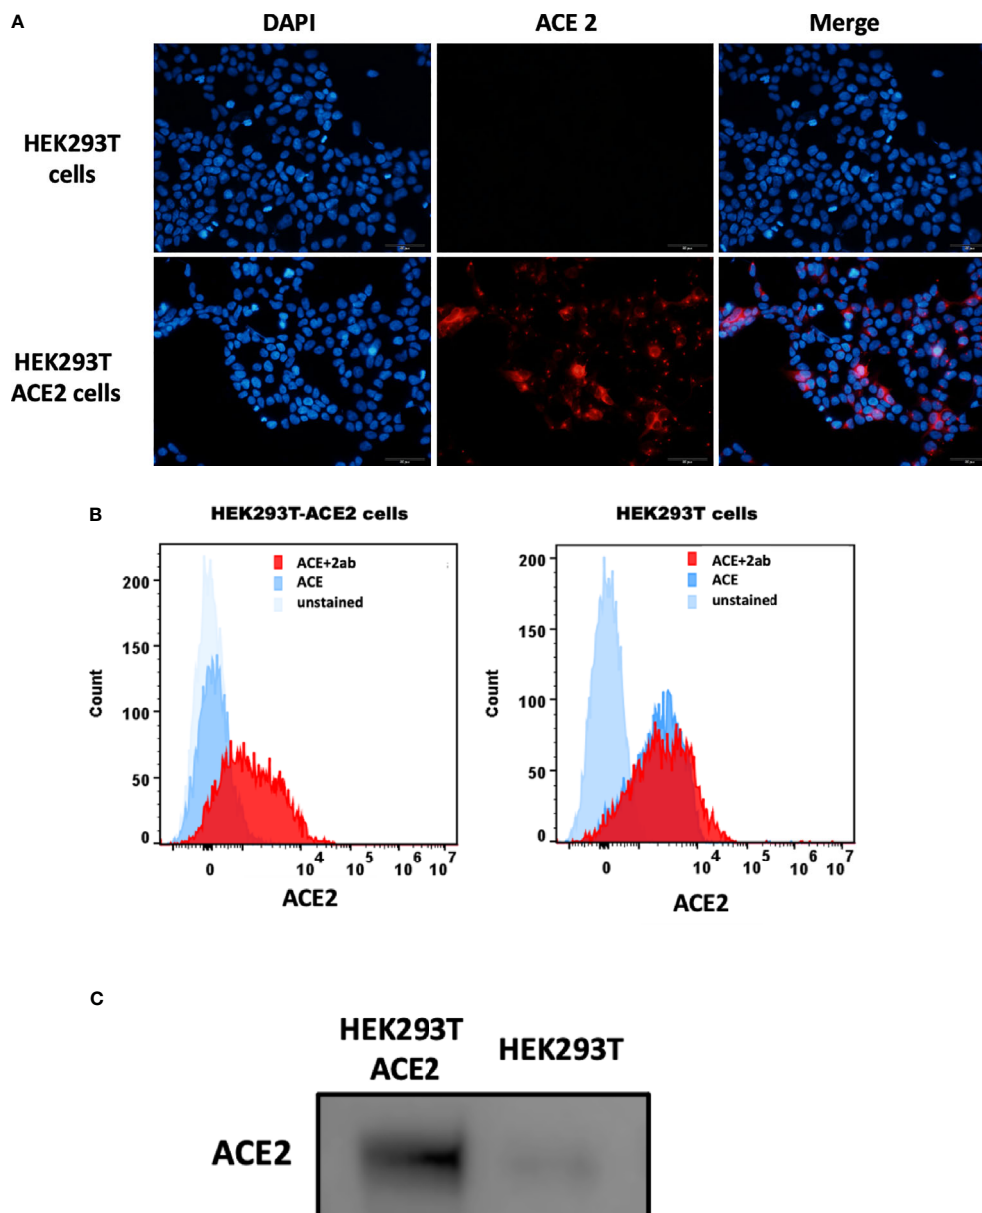 A
DAPI
ACE 2
Merge
HEK293T
cells
HEK293T
ACE2 cells
B
HEK293T-ACE2 cells
ACE+2ab
ACE
unstained
200
150
100
50
0
Count
0
10^4
10^5
10^6
10^7
ACE2
HEK293T cells
ACE+2ab
ACE
unstained
200
150
100
50
0
Count
0
10^4
10^5
10^6
10^7
ACE2
C
HEK293T
ACE2
HEK293T
ACE2